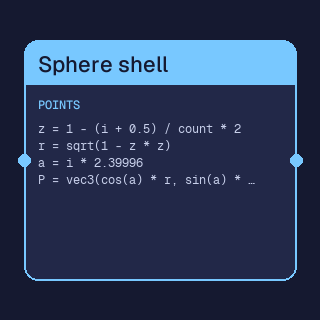 Sphere shell
POINTS
z = 1 - (i + 0.5) / count * 2
r = sqrt(1 - z * z)
a = i * 2.39996
P = vec3(cos(a) * r, sin(a) * …